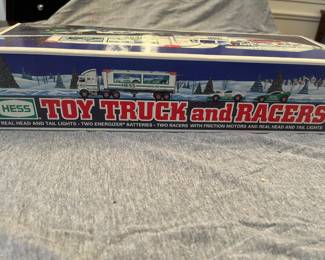 HESS
TOY TRUCK and RACERS
REAL HEAD AND TAIL LIGHTS • TWO ENERGIZER BATTERIES • TWO RACERS WITH FRICTION MOTORS AND REAL HEAD AND TAIL LIGHTS